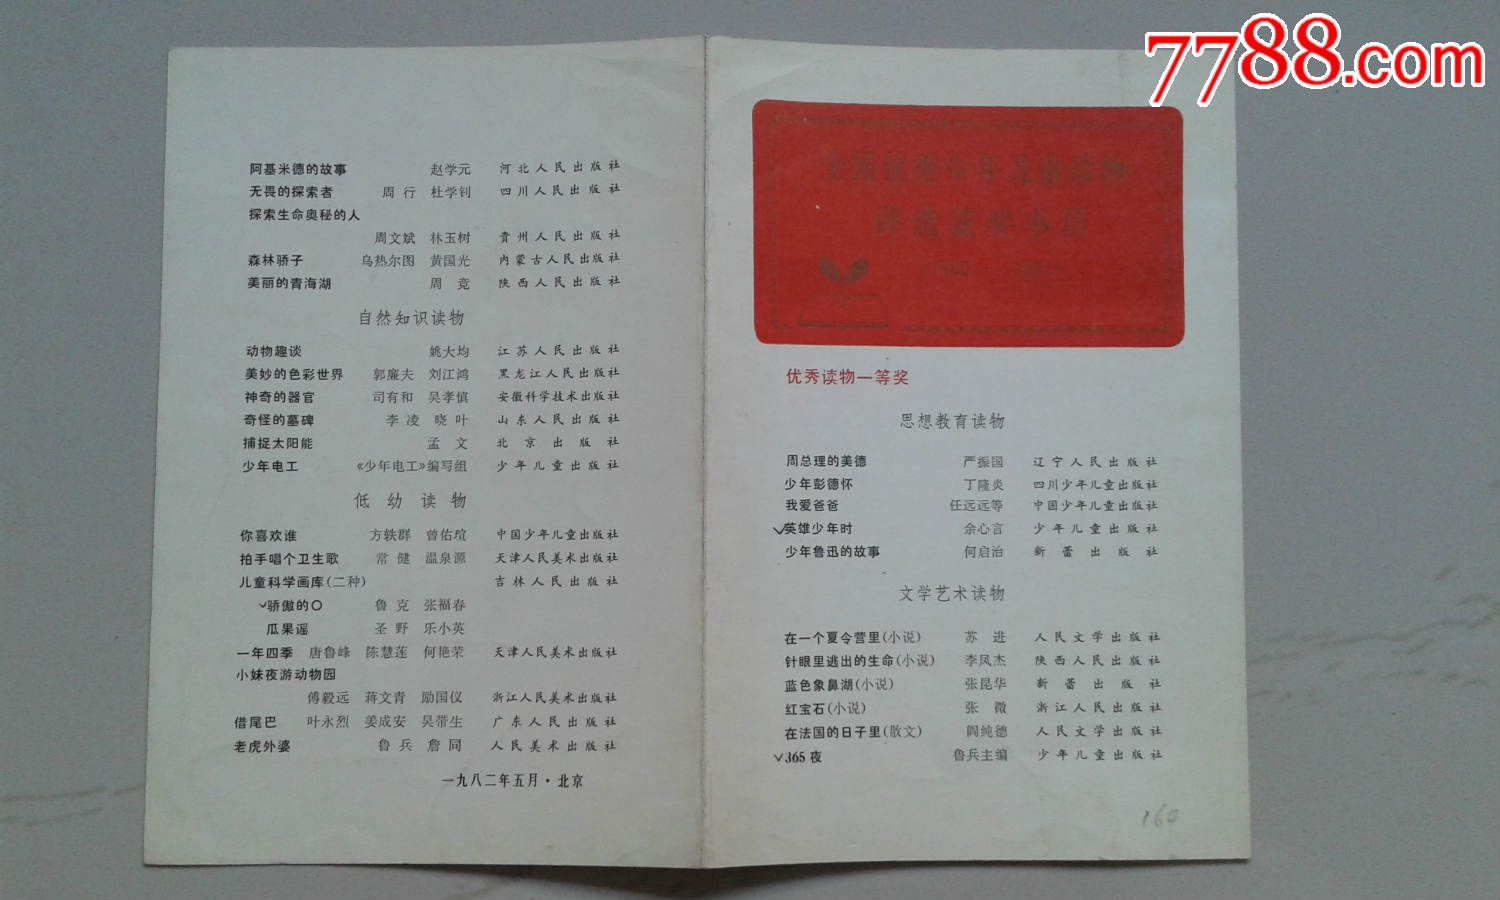 7788.com
阿基米德的故事 赵学元 河北人民出版社
无畏的探索者 周行 杜学钊 四川人民出版社
探索生命奥秘的人
周文斌 林玉树 贵州人民出版社
森林骄子 乌热尔图 黄国光 内蒙古人民出版社
美丽的青海湖 周竞 陕西人民出版社
自然知识读物
动物趣谈 姚大均 江苏人民出版社
美妙的色彩世界 郭廉夫 刘江鸿 黑龙江人民出版社
神奇的器官 司有和 吴孝慎 安徽科学技术出版社
奇怪的墓碑 李凌 晓叶 山东人民出版社
捕捉太阳能 孟文 北京出版社
少年电工 《少年电工》编写组 少年儿童出版社
低幼读物
你喜欢谁 方轶群 曾佑瑄 中国少年儿童出版社
拍手唱个卫生歌 常健 温泉源 天津人民美术出版社
儿童科学画库(二种) 吉林人民出版社
骄傲的〇 鲁克 张福春
瓜果谣 圣野 乐小英
一年四季 唐鲁峰 陈慧莲 何艳荣 天津人民美术出版社
小妹夜游动物园
傅毅远 蒋文青 励国仪 浙江人民美术出版社
借尾巴 叶永烈 姜成安 吴带生 广东人民出版社
老虎外婆 鲁兵 詹同 人民美术出版社
一九八二年五月·北京
全国优秀少年儿童读物
评选获奖书目
优秀读物一等奖
思想教育读物
周总理的美德 严振国 辽宁人民出版社
少年彭德怀 丁隆炎 四川少年儿童出版社
我爱爸爸 任远远等 中国少年儿童出版社
英雄少年时 余心言 少年儿童出版社
少年鲁迅的故事 何启治 新蕾出版社
文学艺术读物
在一个夏令营里(小说) 苏进 人民文学出版社
针眼里逃出的生命(小说) 李凤杰 陕西人民出版社
蓝色象鼻湖(小说) 张昆华 新蕾出版社
红宝石(小说) 张微 浙江人民出版社
在法国的日子里(散文) 阎纯德 人民文学出版社
365夜 鲁兵主编 少年儿童出版社
160